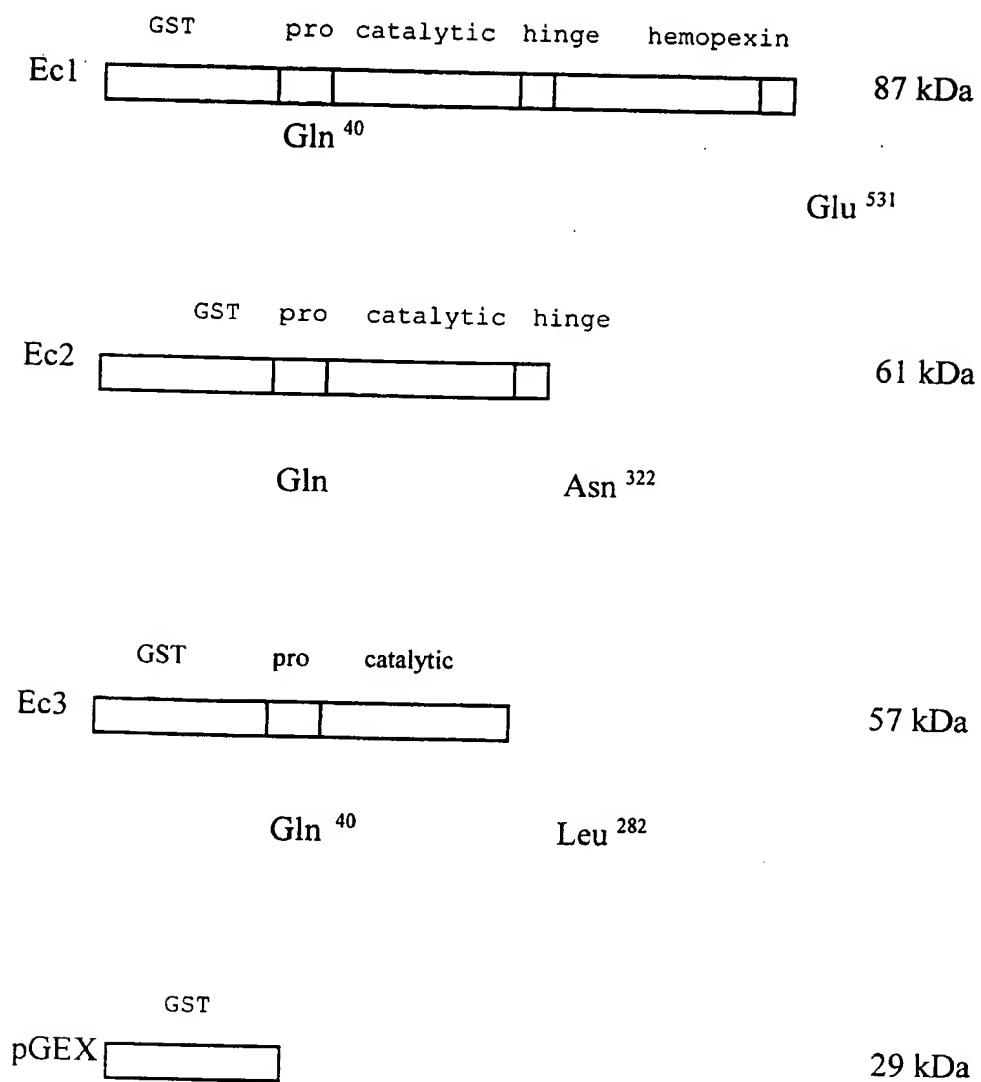 GST pro catalytic hinge hemopexin
Ec1 87 kDa
Gln 40
Glu 531
GST pro catalytic hinge
Ec2 61 kDa
Gln Asn 322
GST pro catalytic
Ec3 57 kDa
Gln 40 Leu 282
GST
pGEX 29 kDa